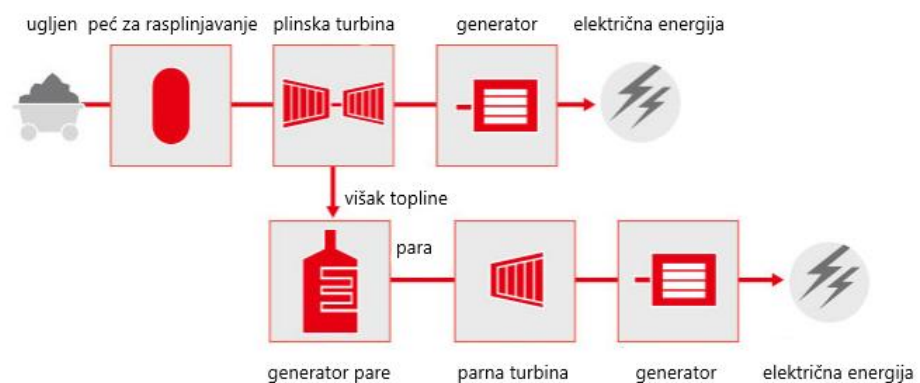 ugljen
peć za rasplinjavanje
plinska turbina
generator
električna energija
višak topline
para
generator pare
parna turbina
generator
električna energija